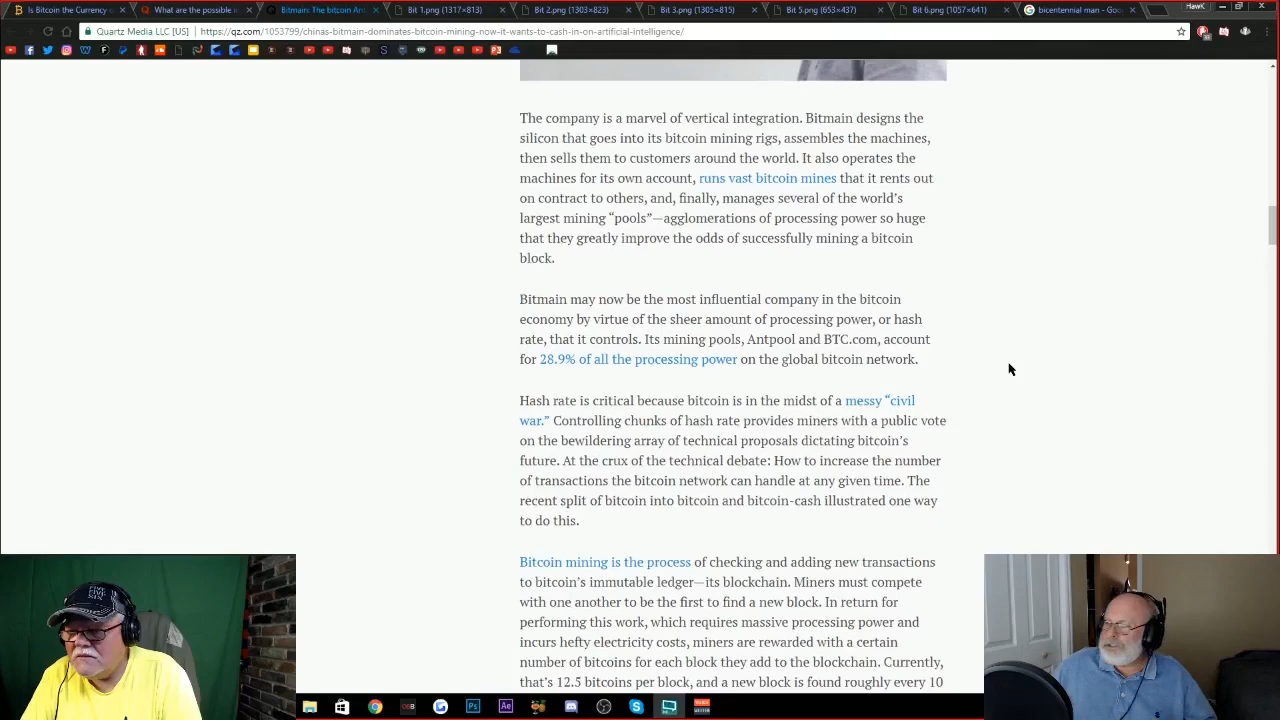 Is Bitcoin the Currency o
What are the possible i
Bitmain: The bitcoin An
Bit 1.png (1317×813)
Bit 2.png (1303×823)
Bit 3.png (1305×815)
Bit 5.png (653×437)
Bit 6.png (1057×641)
bicentennial man - Goo
HawK
Quartz Media LLC [US] https://qz.com/1053799/chinas-bitmain-dominates-bitcoin-mining-now-it-wants-to-cash-in-on-artificial-intelligence/
The company is a marvel of vertical integration. Bitmain designs the
silicon that goes into its bitcoin mining rigs, assembles the machines,
then sells them to customers around the world. It also operates the
machines for its own account, runs vast bitcoin mines that it rents out
on contract to others, and, finally, manages several of the world’s
largest mining “pools”—agglomerations of processing power so huge
that they greatly improve the odds of successfully mining a bitcoin
block.
Bitmain may now be the most influential company in the bitcoin
economy by virtue of the sheer amount of processing power, or hash
rate, that it controls. Its mining pools, Antpool and BTC.com, account
for 28.9% of all the processing power on the global bitcoin network.
Hash rate is critical because bitcoin is in the midst of a messy “civil
war.” Controlling chunks of hash rate provides miners with a public vote
on the bewildering array of technical proposals dictating bitcoin’s
future. At the crux of the technical debate: How to increase the number
of transactions the bitcoin network can handle at any given time. The
recent split of bitcoin into bitcoin and bitcoin-cash illustrated one way
to do this.
Bitcoin mining is the process of checking and adding new transactions
to bitcoin’s immutable ledger—its blockchain. Miners must compete
with one another to be the first to find a new block. In return for
performing this work, which requires massive processing power and
incurs hefty electricity costs, miners are rewarded with a certain
number of bitcoins for each block they add to the blockchain. Currently,
that’s 12.5 bitcoins per block, and a new block is found roughly every 10
FIVE
FIVE
SIX
Ps
Ae